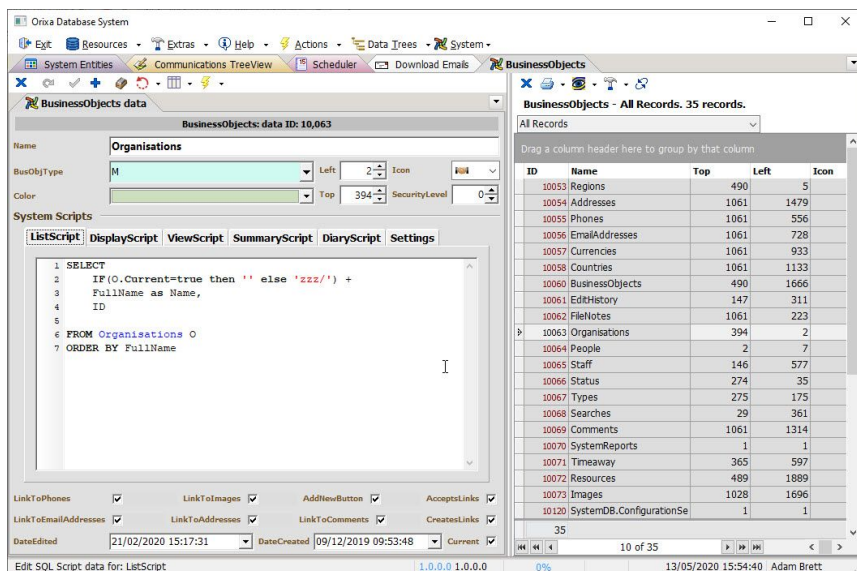 Orixa Database System
Exit Resources Extras Help Actions Data Trees System
System Entities Communications TreeView Scheduler Download Emails BusinessObjects
BusinessObjects data
BusinessObjects: data ID: 10,063
Name Organisations
BusObjType M Left 2 Icon
Color Top 394 SecurityLevel 0
System Scripts
ListScript DisplayScript ViewScript SummaryScript DiaryScript Settings
1 SELECT
2 IF(O.Current=true then '' else 'zzz/') +
3 FullName as Name,
4 ID
5
6 FROM Organisations O
7 ORDER BY FullName
LinkToPhones LinkToImages AddNewButton AcceptsLinks
LinkToEmailAddresses LinkToAddresses LinkToComments CreatesLinks
DateEdited 21/02/2020 15:17:31 DateCreated 09/12/2019 09:53:48 Current
BusinessObjects - All Records. 35 records.
All Records
Drag a column header here to group by that column
ID Name Top Left Icon
10053 Regions 490 5
10054 Addresses 1061 1479
10055 Phones 1061 556
10056 EmailAddresses 1061 728
10057 Currencies 1061 933
10058 Countries 1061 1133
10060 BusinessObjects 490 1666
10061 EditHistory 147 311
10062 FileNotes 1061 223
10063 Organisations 394 2
10064 People 2 7
10065 Staff 146 577
10066 Status 274 35
10067 Types 275 175
10068 Searches 29 361
10069 Comments 1061 1314
10070 SystemReports 1 1
10071 Timeaway 365 597
10072 Resources 489 1889
10073 Images 1028 1696
10120 SystemDB.ConfigurationSe 1 1
35
10 of 35
Edit SQL Script data for: ListScript 1.0.0.0 1.0.0.0 0% 13/05/2020 15:54:40 Adam Brett